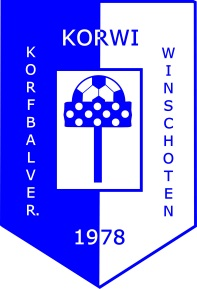 KORWI
KORFBALVER.
WINSCHOTEN
1978